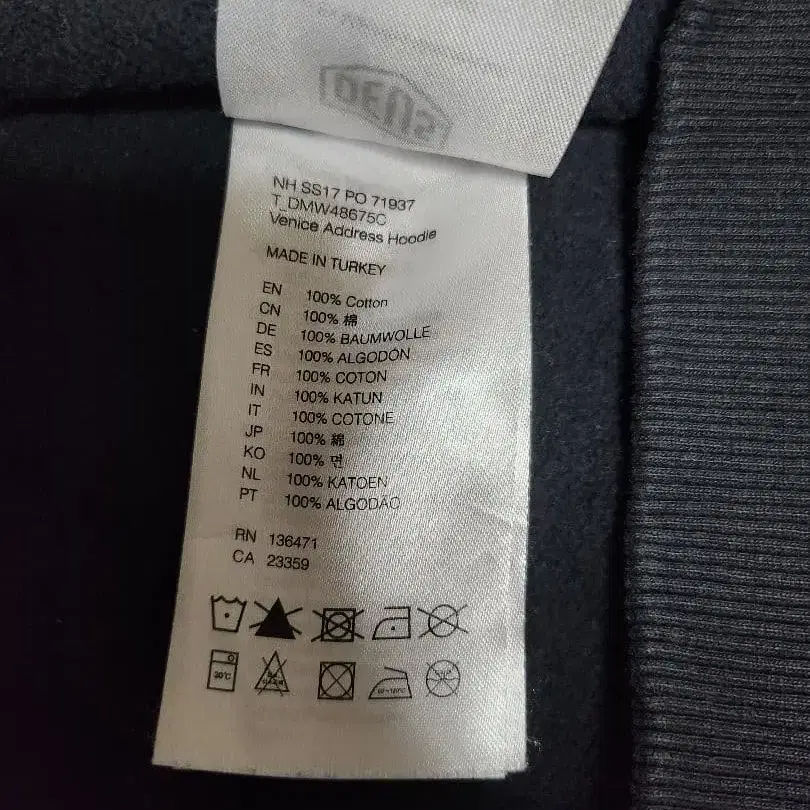 DEUS
NH SS17 PO 71937
T_DMW48675C
Venice Address Hoodie
MADE IN TURKEY
EN 100% Cotton
CN 100% 棉
DE 100% BAUMWOLLE
ES 100% ALGODÓN
FR 100% COTON
IN 100% KATUN
IT 100% COTONE
JP 100% 綿
KO 100% 면
NL 100% KATOEN
PT 100% ALGODÃO
RN 136471
CA 23359
30°C